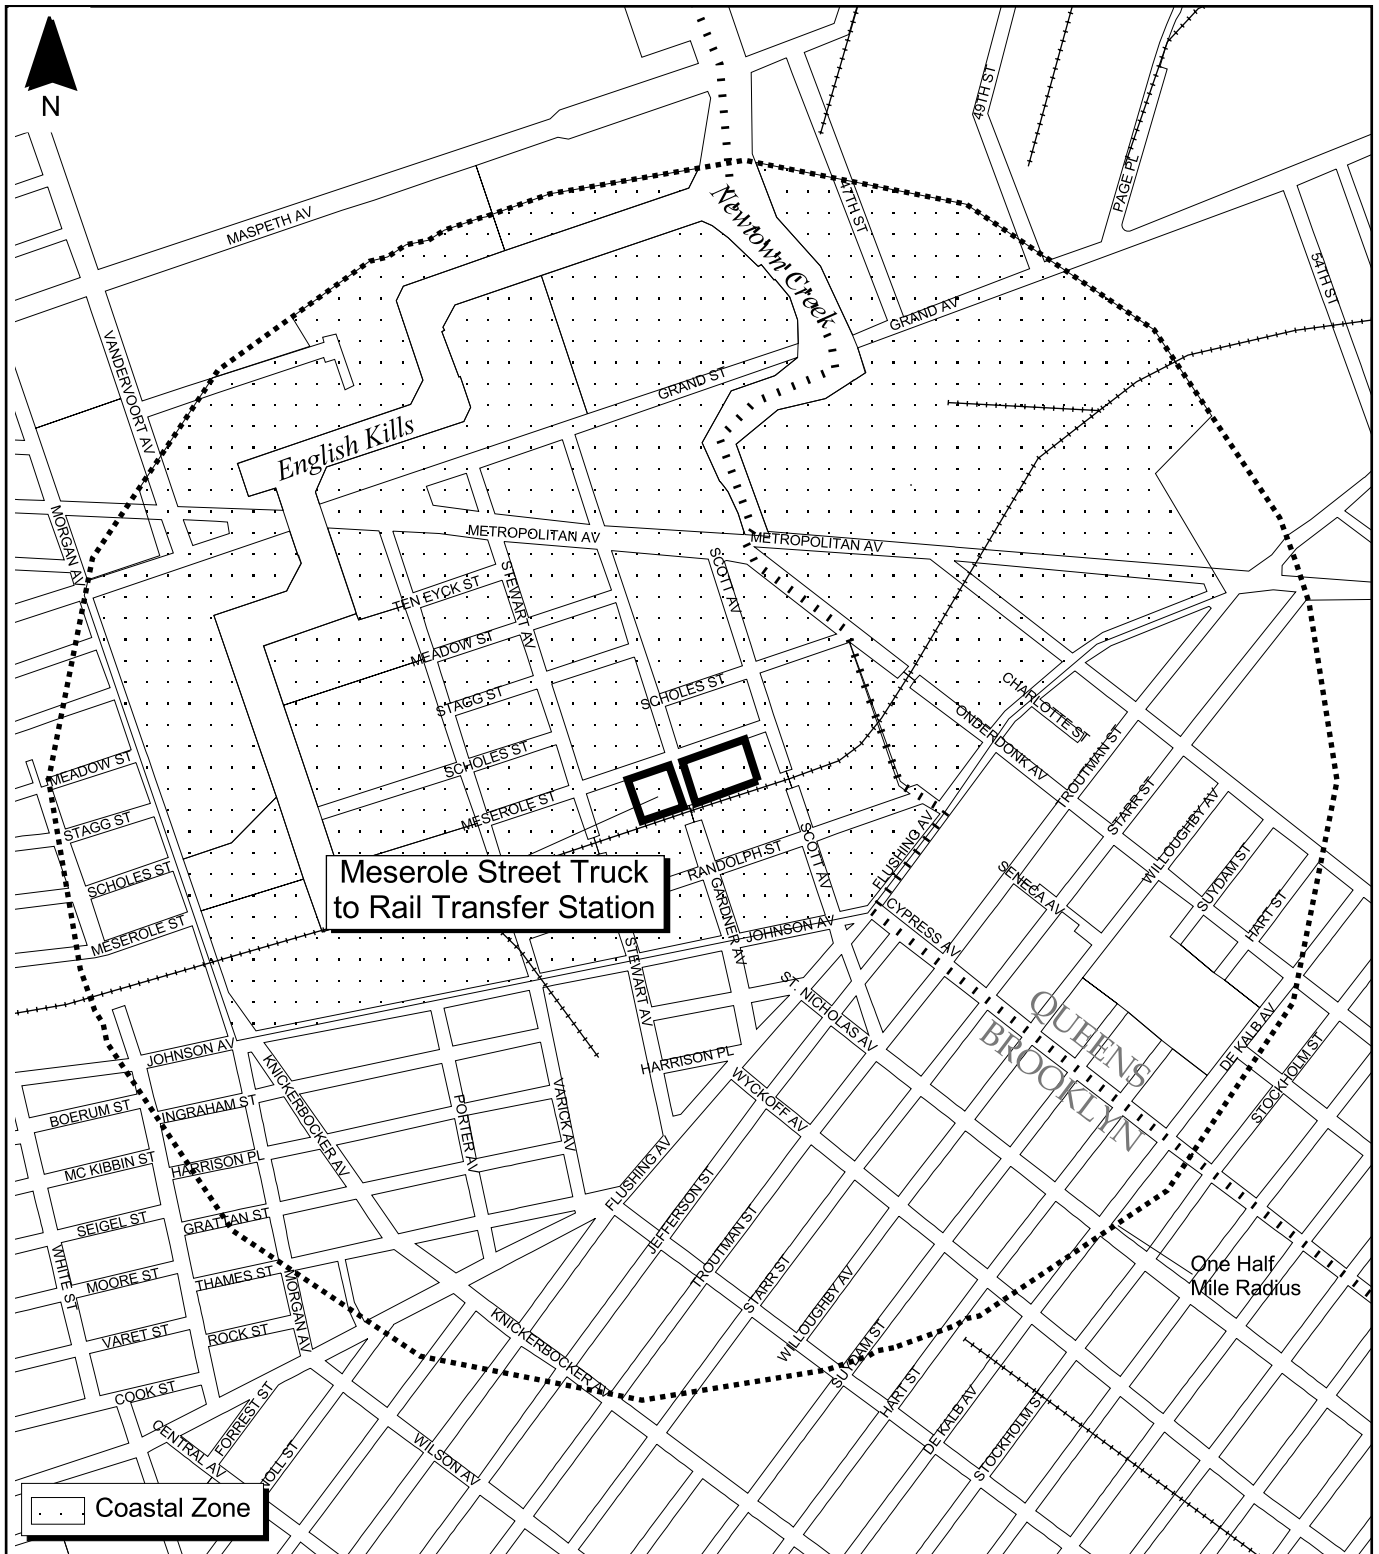 N
49TH ST
PAGE PL
47TH ST
MASPETH AV
Newtown Creek
54TH ST
GRAND AV
VANDERVOORT AV
GRAND ST
English Kills
MORGAN AV
METROPOLITAN AV
METROPOLITAN AV
SCOTT AV
STEWART AV
TEN EYCK ST
MEADOW ST
STAGG ST
SCHOLES ST
CHARLOTTE ST
ONDERDONK AV
TROUTMAN ST
SCHOLES ST
MEADOW ST
STARR ST
WILLOUGHBY AV
MESEROLE ST
STAGG ST
SCOTT AV
FLUSHING AV
RANDOLPH ST
SUYDAM ST
SENECA AV
HART ST
SCHOLES ST
Meserole Street Truck
to Rail Transfer Station
GARDNER AV
CYPRESS AV
JOHNSON AV
MESEROLE ST
STEWART AV
ST. NICHOLAS AV
QUEENS
BROOKLYN
DE KALB AV
STOCKHOLM ST
JOHNSON AV
HARRISON PL
KNICKERBOCKER AV
WYCKOFF AV
BOERUM ST
INGRAHAM ST
PORTER AV
VARICK AV
MC KIBBIN ST
HARRISON PL
FLUSHING AV
JEFFERSON ST
SEIGEL ST
GRATTAN ST
TROUTMAN ST
WHITE ST
MOORE ST
THAMES ST
MORGAN AV
STARR ST
WILLOUGHBY AV
One Half
Mile Radius
VARET ST
ROCK ST
KNICKERBOCKER AV
SUYDAM ST
HART ST
COOK ST
FORREST ST
DE KALB AV
STOCKHOLM ST
CENTRAL AV
WILSON AV
NOLL ST
Coastal Zone